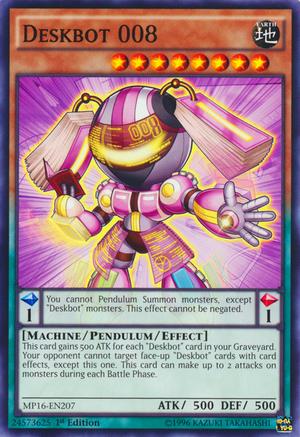 DESKBOT 008
EARTH
地
008
You cannot Pendulum Summon monsters, except
"Deskbot" monsters. This effect cannot be negated.
1
1
[MACHINE/PENDULUM/EFFECT]
This card gains 500 ATK for each "Deskbot" card in your Graveyard.
Your opponent cannot target face-up "Deskbot" cards with card
effects, except this one. This card can make up to 2 attacks on
monsters during each Battle Phase.
MP16-EN207
ATK/500 DEF/500
24573625
1st Edition
©1996 KAZUKI TAKAHASHI